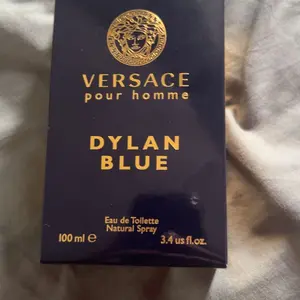 VERSACE
pour homme
DYLAN
BLUE
Eau de Toilette
Natural Spray
100 ml ℮ 3.4 us fl.oz.